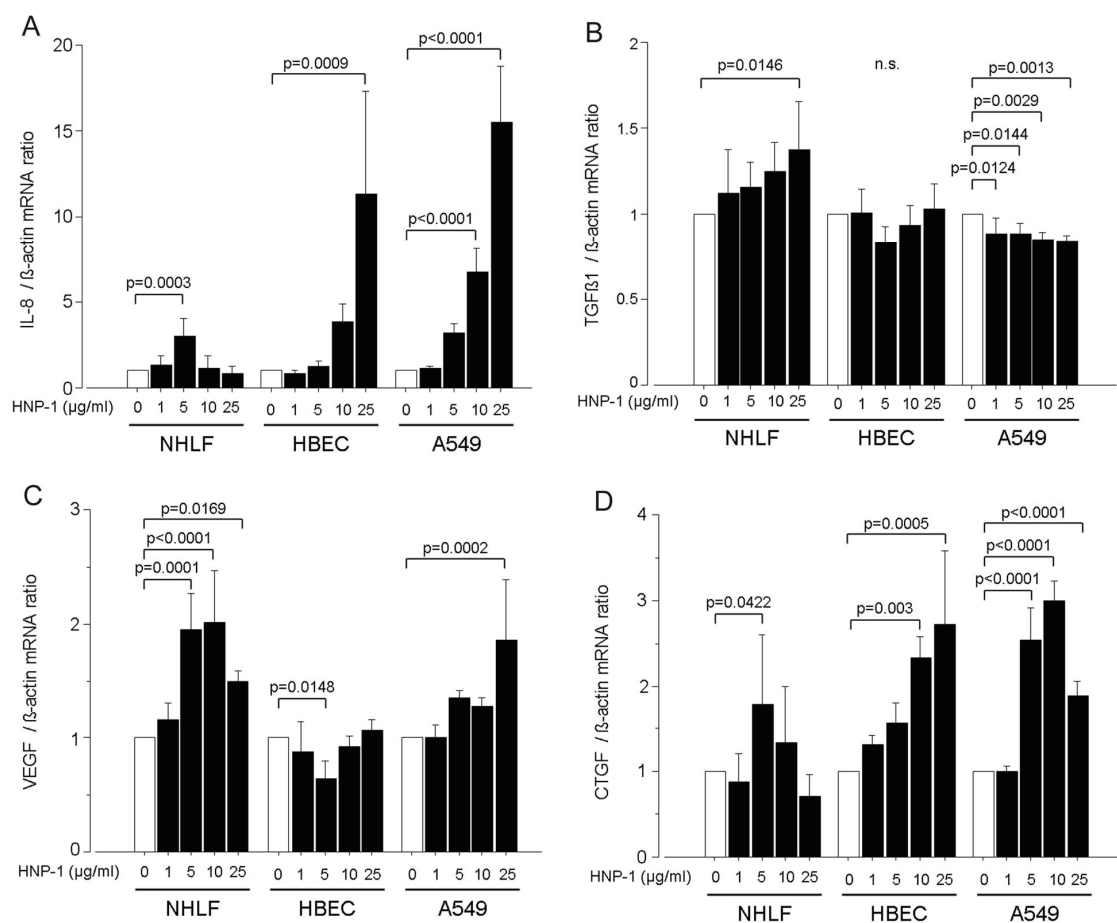 A
IL-8 / ß-actin mRNA ratio
20
15
10
5
0
p=0.0003
p=0.0009
p<0.0001
p<0.0001
HNP-1 (µg/ml) 0 1 5 10 25 0 1 5 10 25 0 1 5 10 25
NHLF HBEC A549
B
TGFß1 / ß-actin mRNA ratio
2
1.5
1
0.5
0
p=0.0146
n.s.
p=0.0013
p=0.0029
p=0.0144
p=0.0124
HNP-1 (µg/ml) 0 1 5 10 25 0 1 5 10 25 0 1 5 10 25
NHLF HBEC A549
C
VEGF / ß-actin mRNA ratio
3
2
1
0
p=0.0169
p<0.0001
p=0.0001
p=0.0148
p=0.0002
HNP-1 (µg/ml) 0 1 5 10 25 0 1 5 10 25 0 1 5 10 25
NHLF HBEC A549
D
CTGF / ß-actin mRNA ratio
4
3
2
1
0
p=0.0422
p=0.0005
p=0.003
p<0.0001
p<0.0001
p<0.0001
HNP-1 (µg/ml) 0 1 5 10 25 0 1 5 10 25 0 1 5 10 25
NHLF HBEC A549